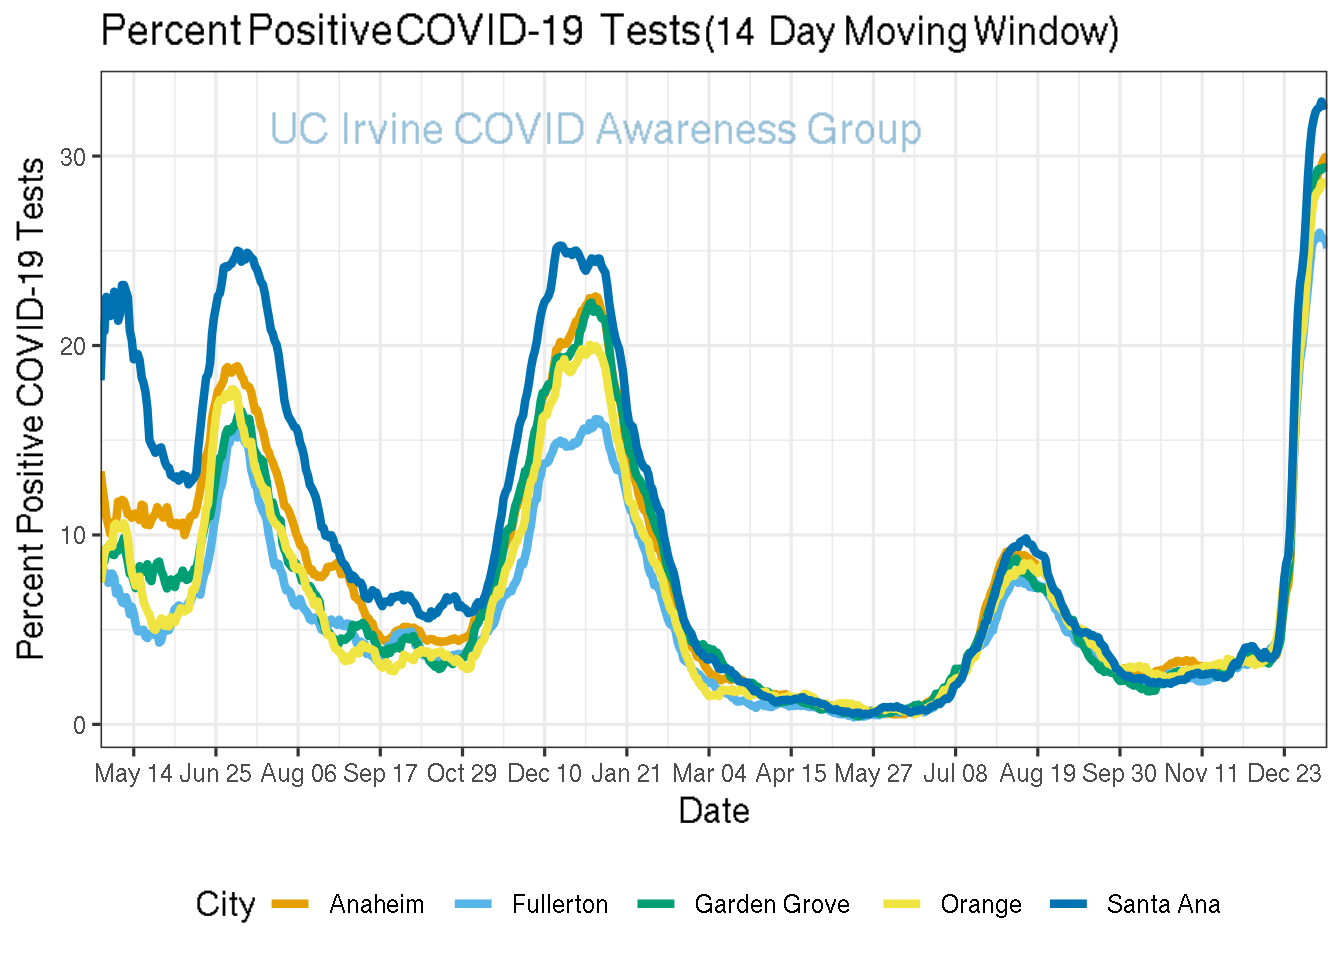 Percent Positive COVID-19 Tests (14 Day Moving Window)
UC Irvine COVID Awareness Group
Percent Positive COVID-19 Tests
30
20
10
0
May 14 Jun 25 Aug 06 Sep 17 Oct 29 Dec 10 Jan 21 Mar 04 Apr 15 May 27 Jul 08 Aug 19 Sep 30 Nov 11 Dec 23
Date
City Anaheim Fullerton Garden Grove Orange Santa Ana